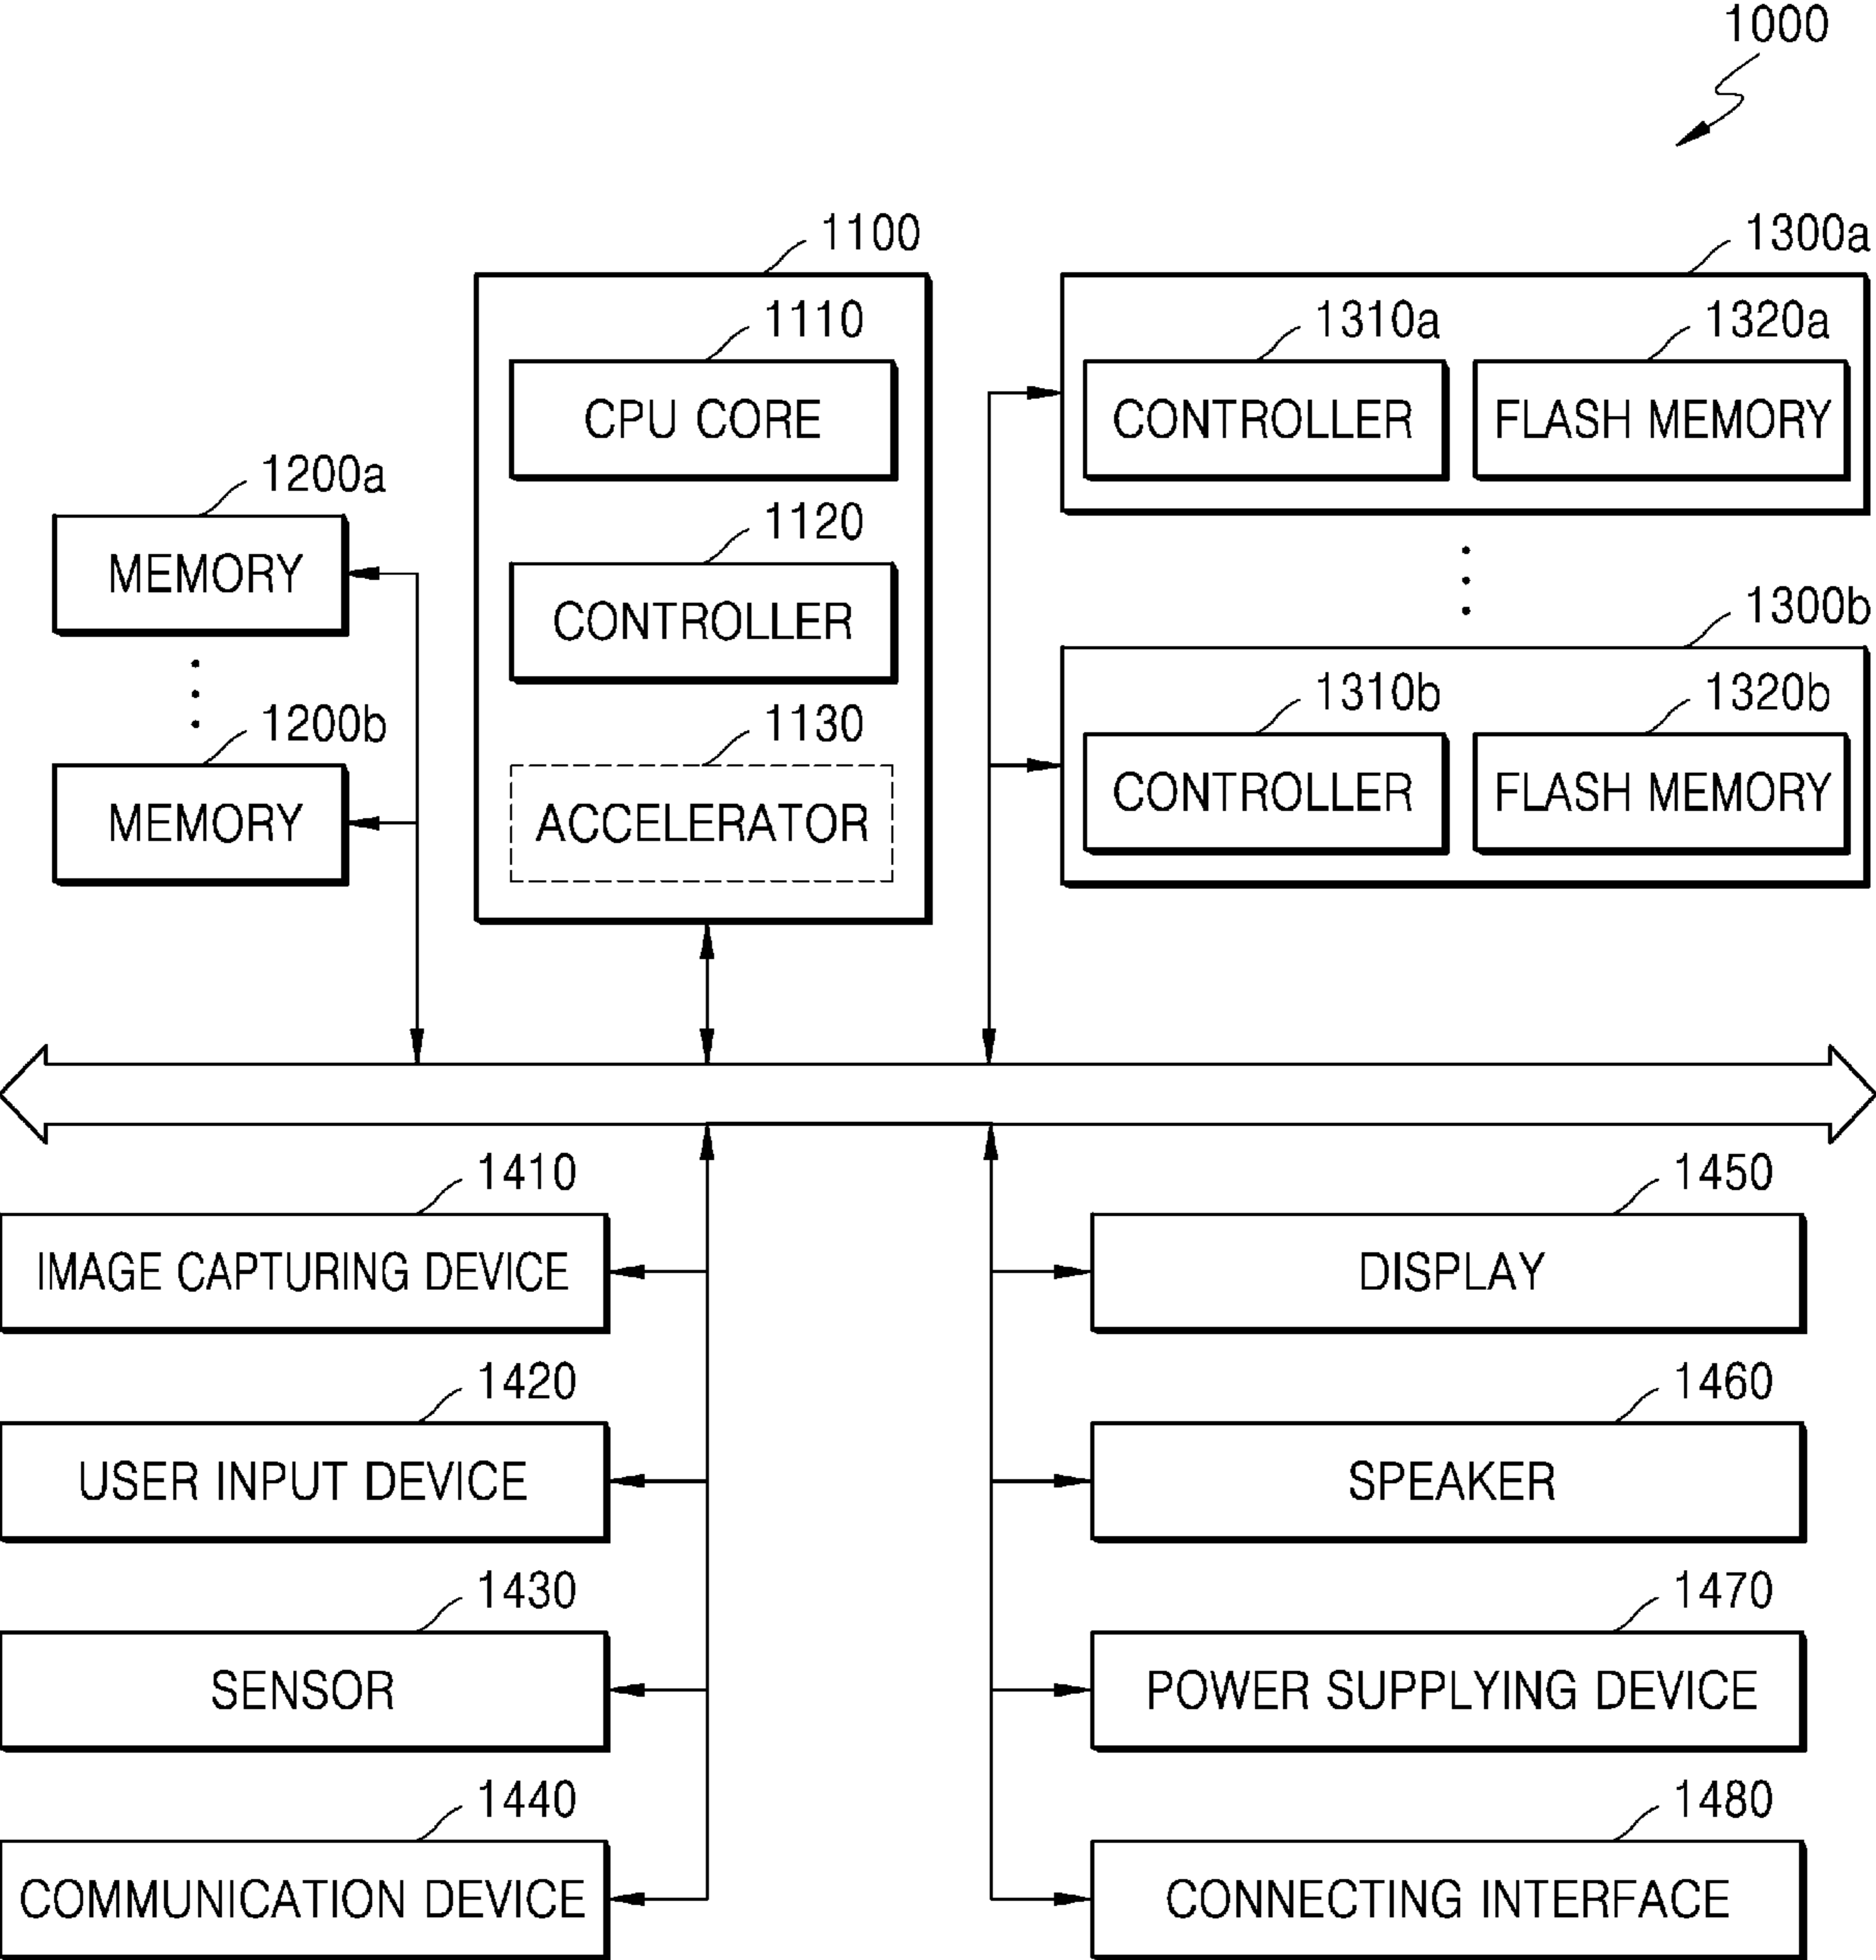 1000
1100
1300a
1110
1310a
1320a
CPU CORE
CONTROLLER
FLASH MEMORY
1200a
1120
MEMORY
CONTROLLER
1300b
1200b
1130
1310b
1320b
MEMORY
ACCELERATOR
CONTROLLER
FLASH MEMORY
1410
1450
IMAGE CAPTURING DEVICE
DISPLAY
1420
1460
USER INPUT DEVICE
SPEAKER
1430
1470
SENSOR
POWER SUPPLYING DEVICE
1440
1480
COMMUNICATION DEVICE
CONNECTING INTERFACE